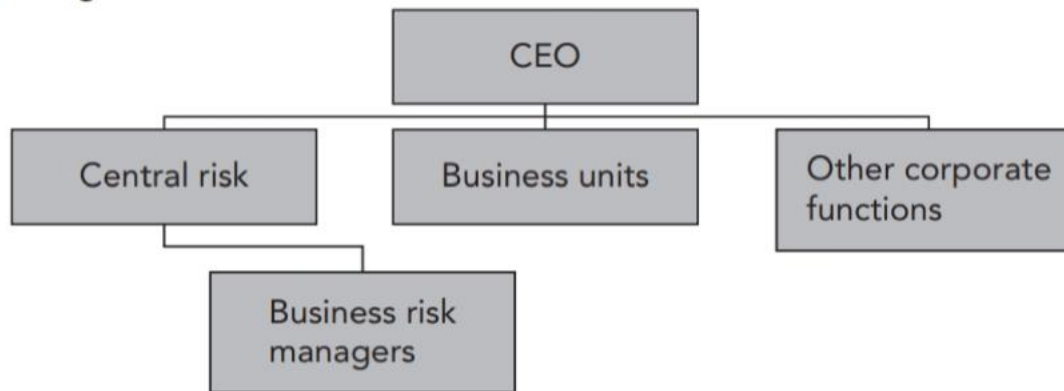 CEO
Central risk
Business units
Other corporate
functions
Business risk
managers